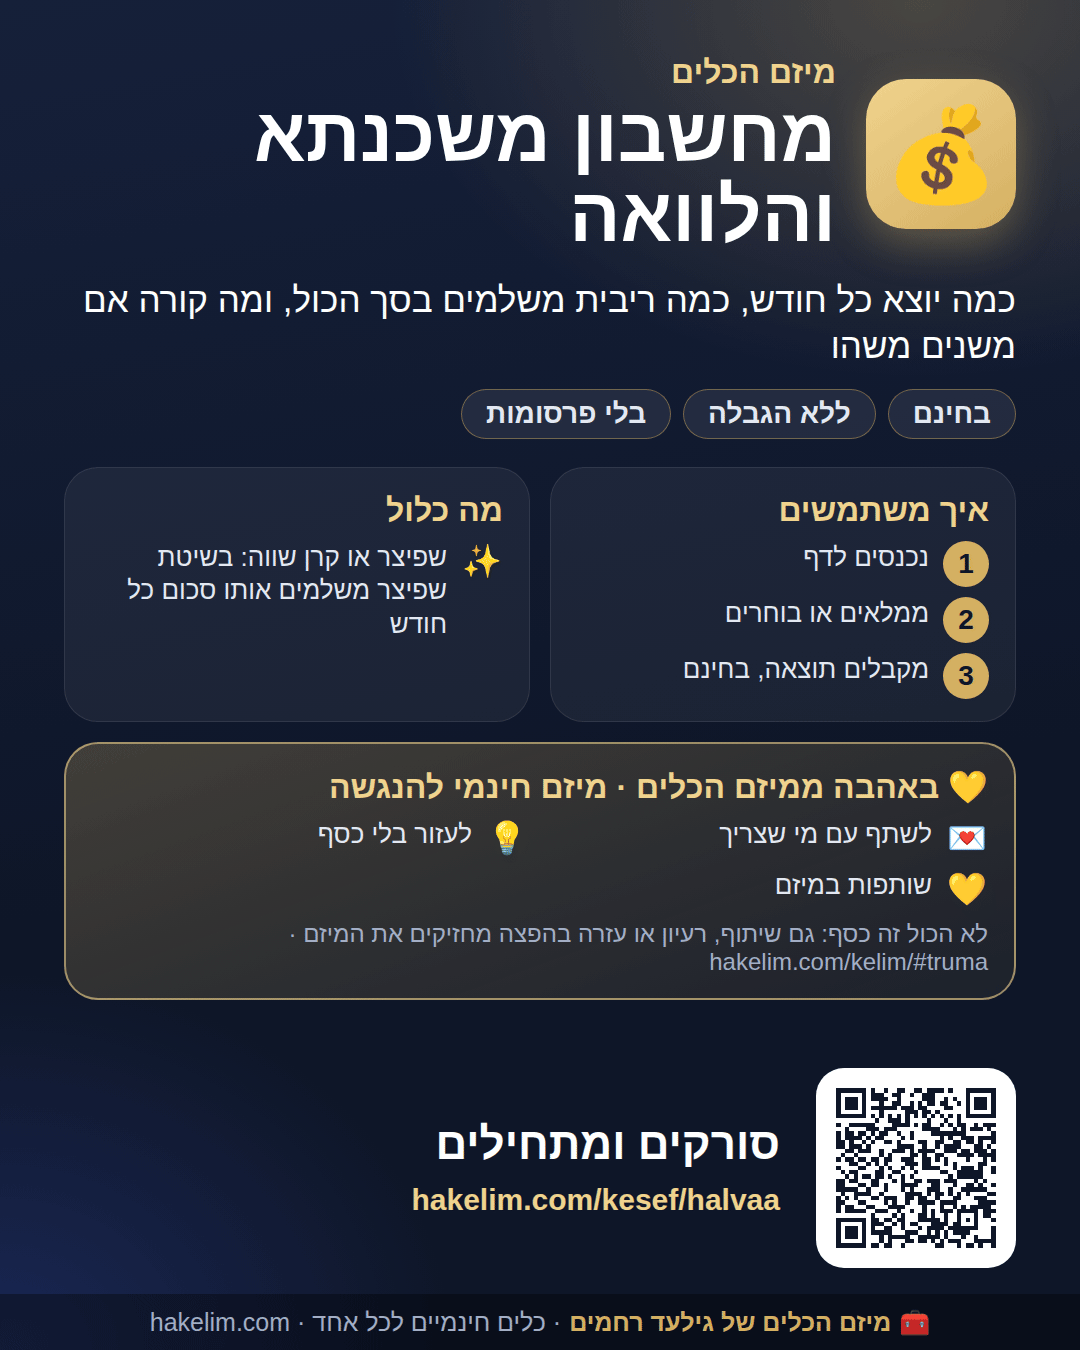 מיזם הכלים
מחשבון משכנתא
והלוואה
כמה יוצא כל חודש, כמה ריבית משלמים בסך הכול, ומה קורה אם
משנים משהו
בחינם
ללא הגבלה
בלי פרסומות
איך משתמשים
1 נכנסים לדף
2 ממלאים או בוחרים
3 מקבלים תוצאה, בחינם
מה כלול
✨ שפיצר או קרן שווה: בשיטת
שפיצר משלמים אותו סכום כל
חודש
💛 באהבה ממיזם הכלים · מיזם חינמי להנגשה
💌 לשתף עם מי שצריך
💡 לעזור בלי כסף
💛 שותפות במיזם
לא הכול זה כסף: גם שיתוף, רעיון או עזרה בהפצה מחזיקים את המיזם ·
hakelim.com/kelim/#truma
סורקים ומתחילים
hakelim.com/kesef/halvaa
🧰 מיזם הכלים של גילעד רחמים · כלים חינמיים לכל אחד · hakelim.com